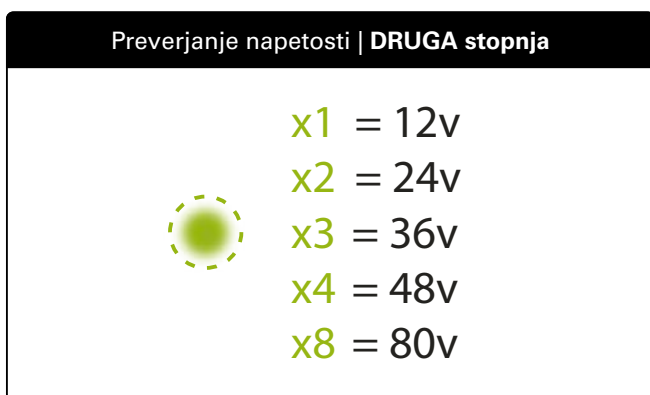 Preverjanje napetosti | DRUGA stopnja
x1 = 12v
x2 = 24v
x3 = 36v
x4 = 48v
x8 = 80v